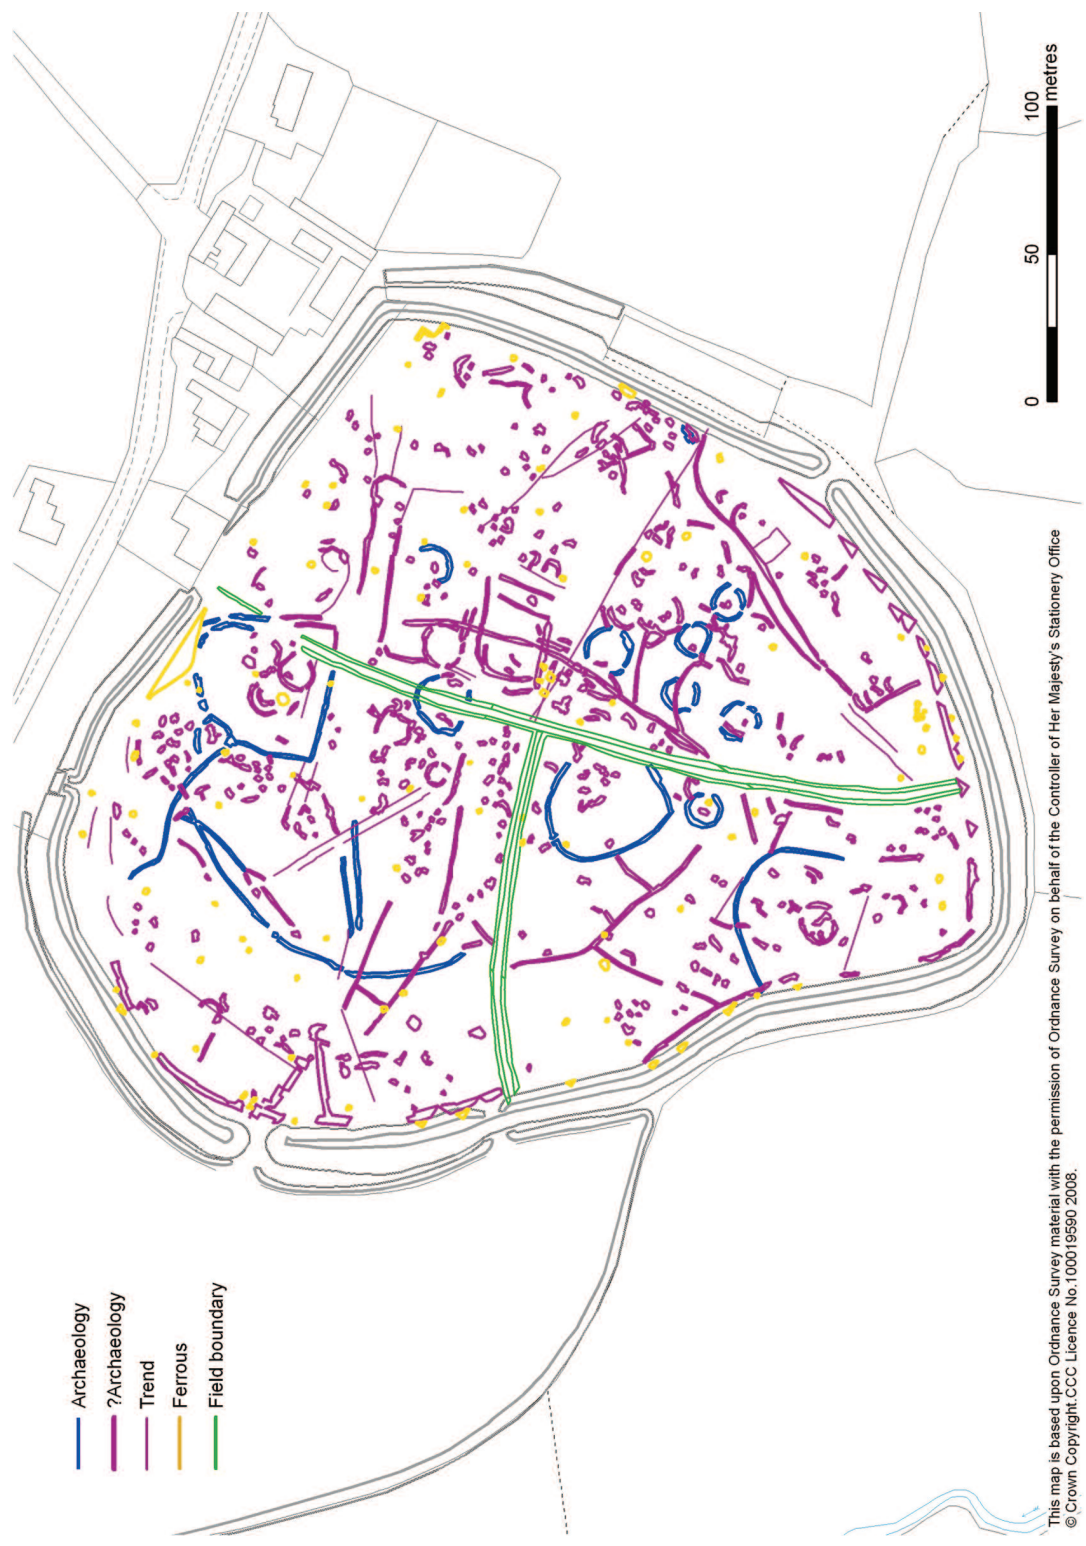 Archaeology
?Archaeology
Trend
Ferrous
Field boundary
0 50 100
metres
This map is based upon Ordnance Survey material with the permission of Ordnance Survey on behalf of the Controller of Her Majesty's Stationery Office
© Crown Copyright.CCC Licence No.100019590 2008.